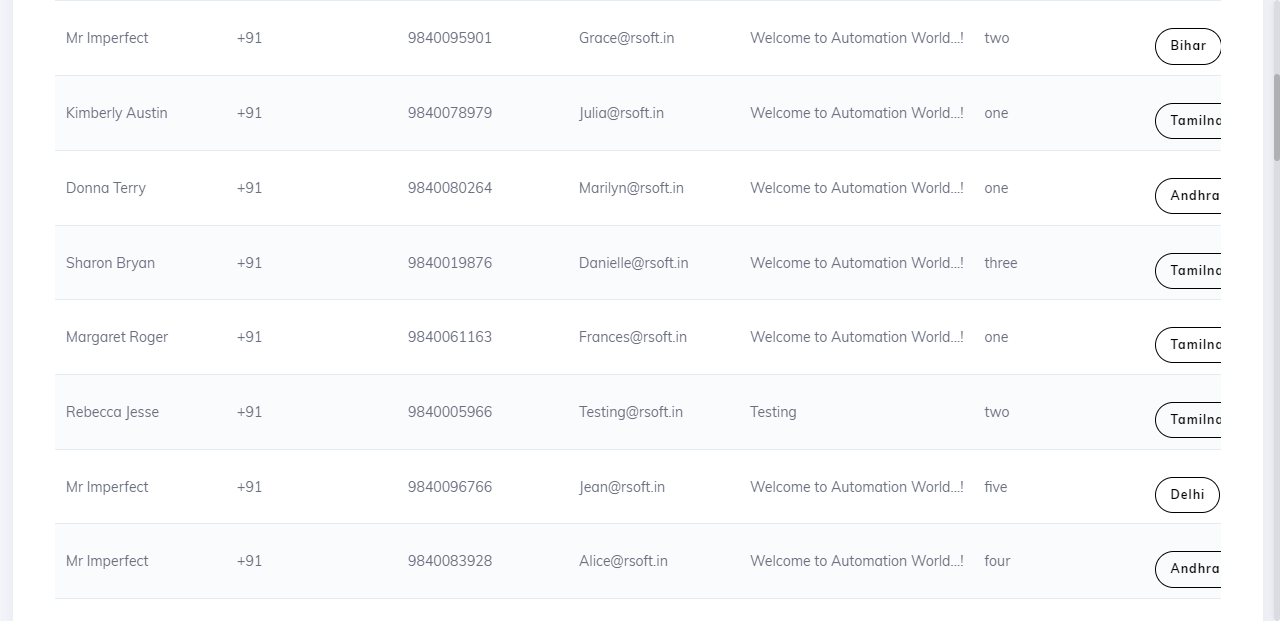 Mr Imperfect +91 9840095901 Grace@rsoft.in Welcome to Automation World...! two Bihar
Kimberly Austin +91 9840078979 Julia@rsoft.in Welcome to Automation World...! one Tamilna
Donna Terry +91 9840080264 Marilyn@rsoft.in Welcome to Automation World...! one Andhra
Sharon Bryan +91 9840019876 Danielle@rsoft.in Welcome to Automation World...! three Tamilna
Margaret Roger +91 9840061163 Frances@rsoft.in Welcome to Automation World...! one Tamilna
Rebecca Jesse +91 9840005966 Testing@rsoft.in Testing two Tamilna
Mr Imperfect +91 9840096766 Jean@rsoft.in Welcome to Automation World...! five Delhi
Mr Imperfect +91 9840083928 Alice@rsoft.in Welcome to Automation World...! four Andhra